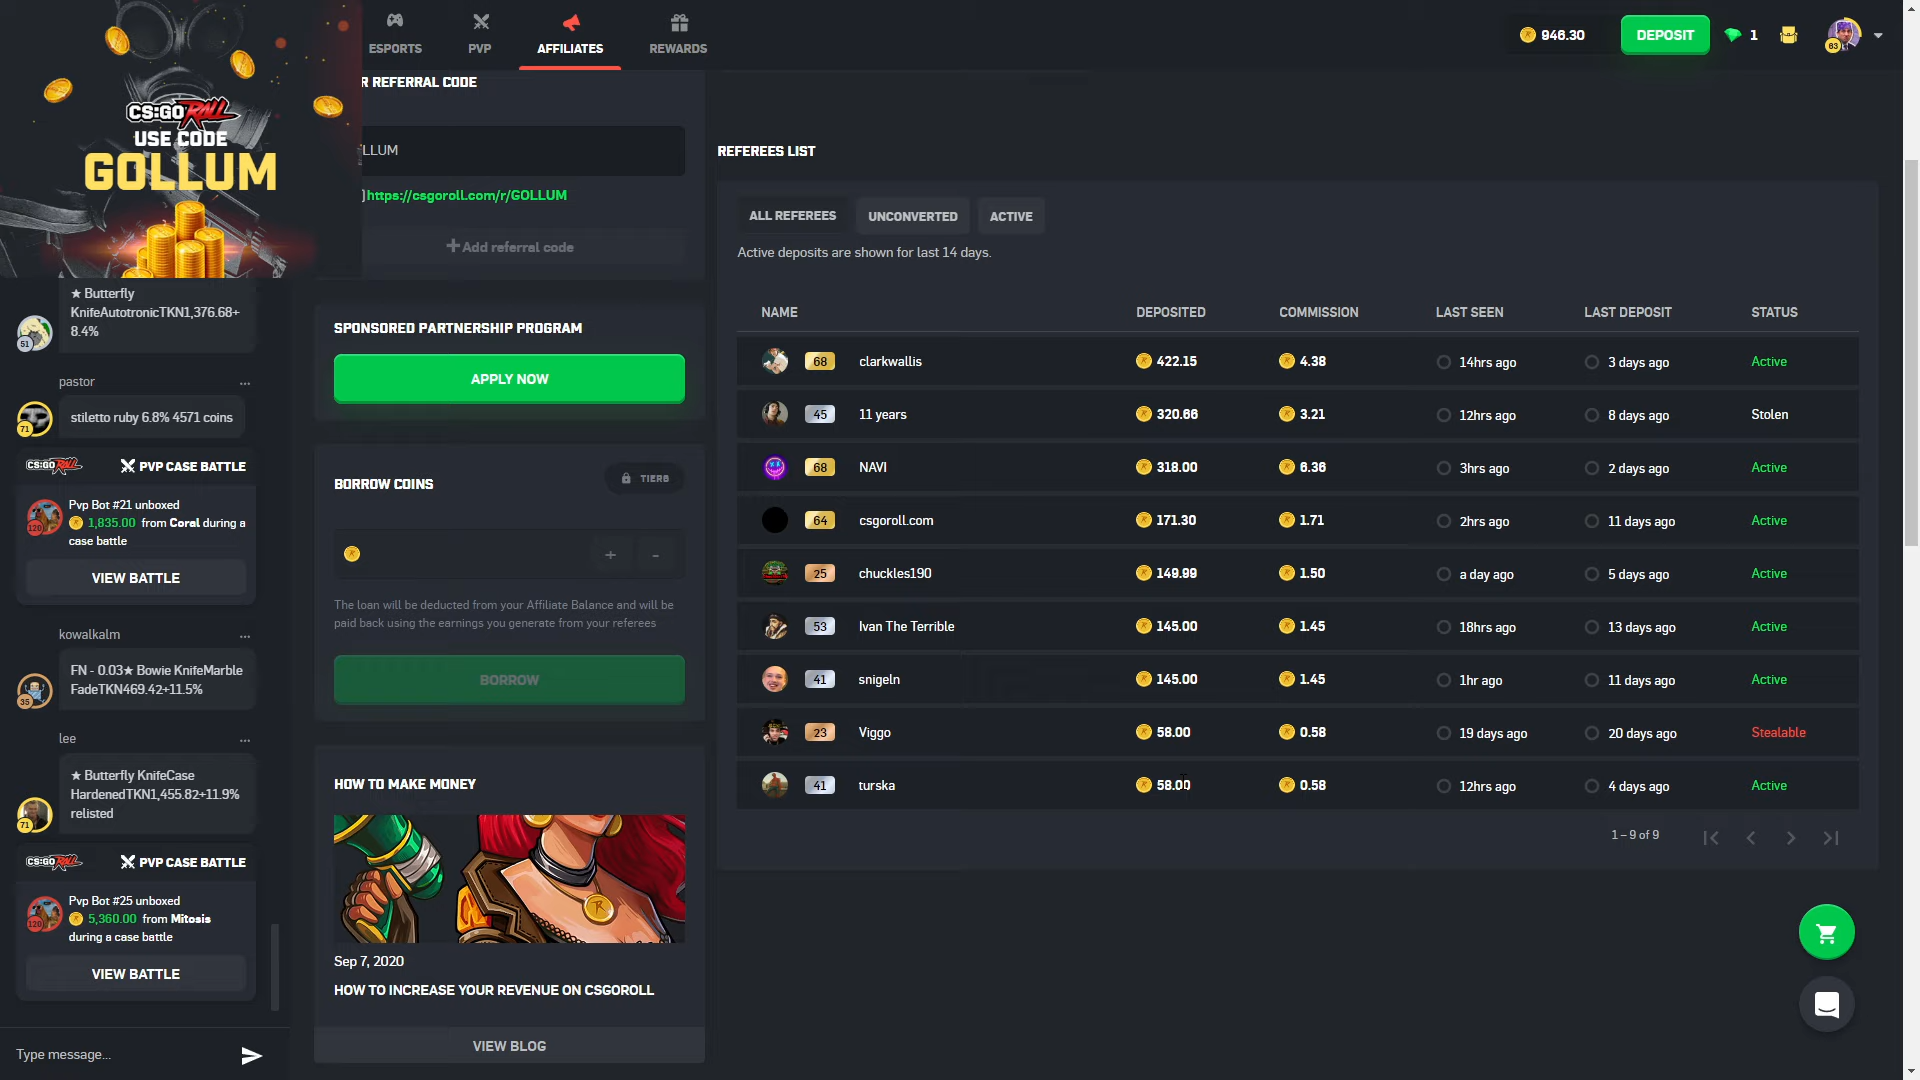 CS:GO ROLL
USE CODE
GOLLUM
ESPORTS
PVP
AFFILIATES
REWARDS
946.30
DEPOSIT
1
83
R REFERRAL CODE
LLUM
]https://csgoroll.com/r/GOLLUM
+Add referral code
★ Butterfly
KnifeAutotronicTKN1,376.68+
8.4%
51
pastor
...
stiletto ruby 6.8% 4571 coins
71
CS:GO ROLL
PVP CASE BATTLE
Pvp Bot #21 unboxed
1,835.00 from Coral during a
case battle
120
VIEW BATTLE
kowalkalm
...
FN - 0.03★ Bowie KnifeMarble
FadeTKN469.42+11.5%
35
lee
...
★ Butterfly KnifeCase
HardenedTKN1,455.82+11.9%
relisted
71
CS:GO ROLL
PVP CASE BATTLE
Pvp Bot #25 unboxed
5,360.00 from Mitosis
during a case battle
120
VIEW BATTLE
Type message...
SPONSORED PARTNERSHIP PROGRAM
APPLY NOW
BORROW COINS
TIER6
+
-
The loan will be deducted from your Affiliate Balance and will be
paid back using the earnings you generate from your referees
BORROW
HOW TO MAKE MONEY
Sep 7, 2020
HOW TO INCREASE YOUR REVENUE ON CSGOROLL
VIEW BLOG
REFEREES LIST
ALL REFEREES
UNCONVERTED
ACTIVE
Active deposits are shown for last 14 days.
NAME DEPOSITED COMMISSION LAST SEEN LAST DEPOSIT STATUS
68 clarkwallis 422.15 4.38 14hrs ago 3 days ago Active
45 11 years 320.66 3.21 12hrs ago 8 days ago Stolen
68 NAVI 318.00 6.36 3hrs ago 2 days ago Active
64 csgoroll.com 171.30 1.71 2hrs ago 11 days ago Active
25 chuckles190 149.99 1.50 a day ago 5 days ago Active
53 Ivan The Terrible 145.00 1.45 18hrs ago 13 days ago Active
41 snigeln 145.00 1.45 1hr ago 11 days ago Active
23 Viggo 58.00 0.58 19 days ago 20 days ago Stealable
41 turska 58.00 0.58 12hrs ago 4 days ago Active
1 – 9 of 9